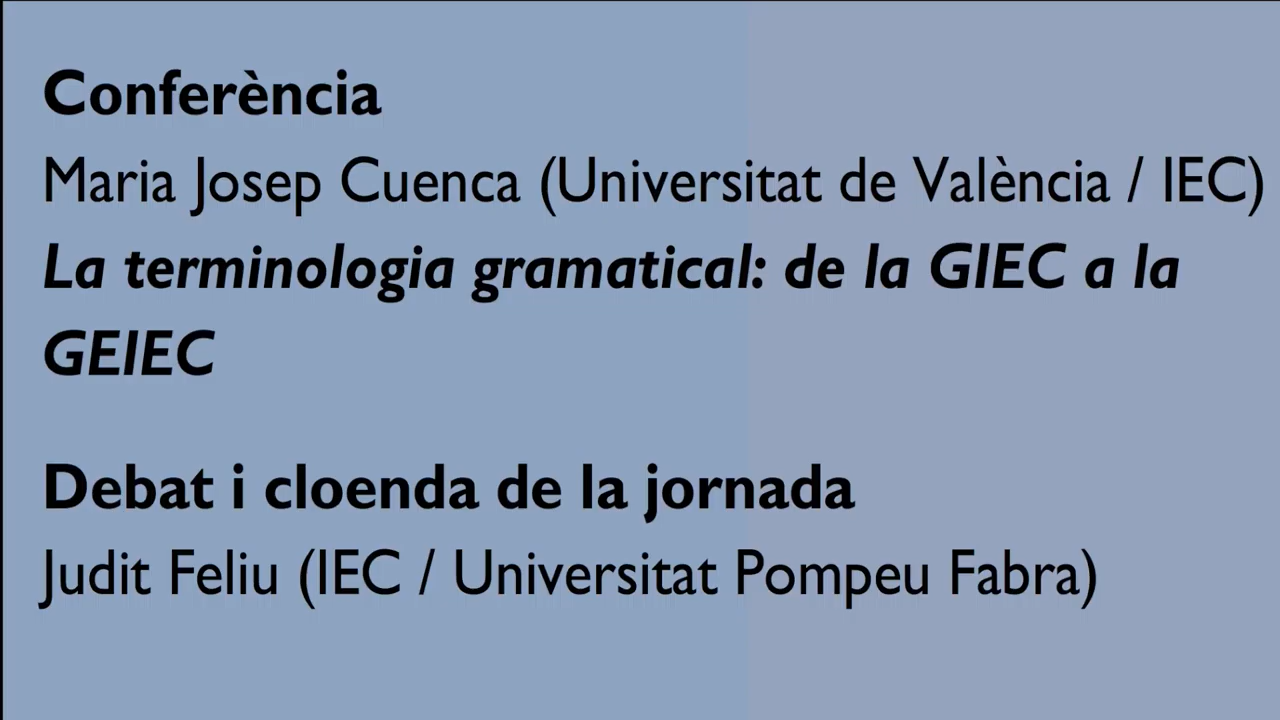 Conferència
Maria Josep Cuenca (Universitat de València / IEC)
La terminologia gramatical: de la GIEC a la
GEIEC
Debat i cloenda de la jornada
Judit Feliu (IEC / Universitat Pompeu Fabra)